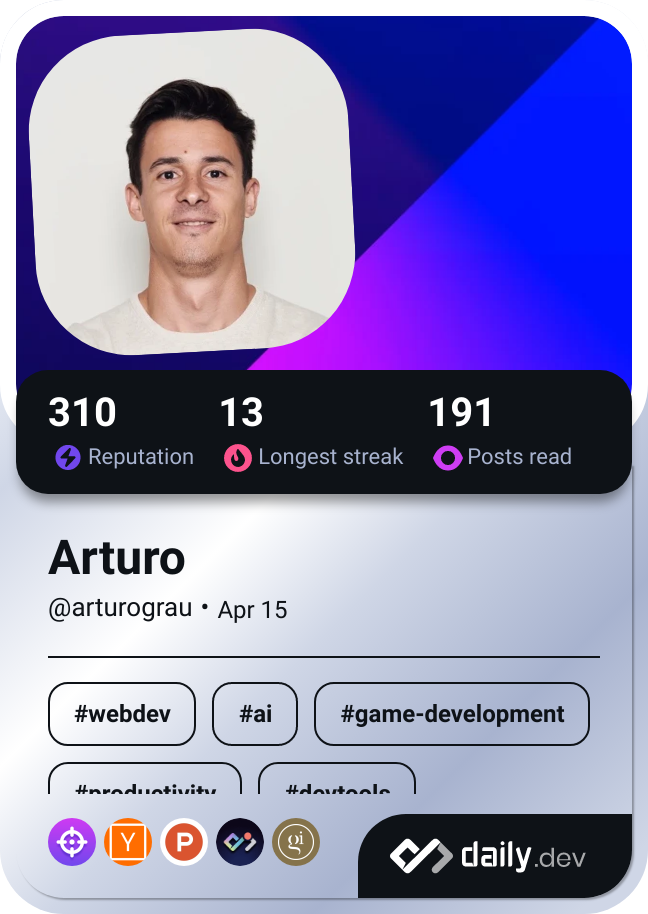 310 13 191
Reputation Longest streak Posts read
Arturo
@arturograu • Apr 15
#webdev #ai #game-development
#productivity #devtools
Y P gi daily.dev